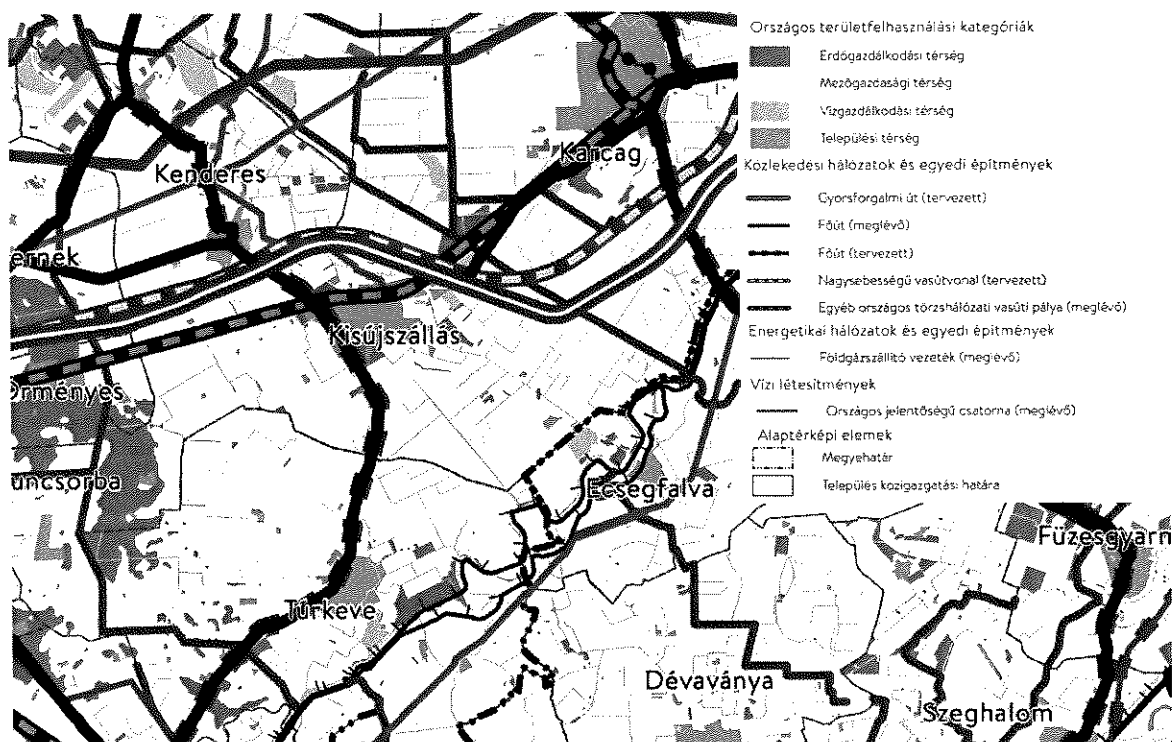 Országos területfelhasználási kategóriák
Erdőgazdálkodási térség
Mezőgazdasági térség
Vízgazdálkodási térség
Települési térség
Közlekedési hálózatok és egyedi építmények
Gyorsforgalmi út (tervezett)
Főút (meglévő)
Főút (tervezett)
Nagysebességű vasútvonal (tervezett)
Egyéb országos törzshálózati vasúti pálya (meglévő)
Energetikai hálózatok és egyedi építmények
Földgázszállító vezeték (meglévő)
Vízi létesítmények
Országos jelentőségű csatorna (meglévő)
Alaptérképi elemek
Megyehatár
Település közigazgatási határa
Karcag
Kenderes
ernek
Kisújszállás
Örményes
uncsorba
Ecsegfalva
Füzesgyarm
Túrkeve
Dévaványa
Szeghalom